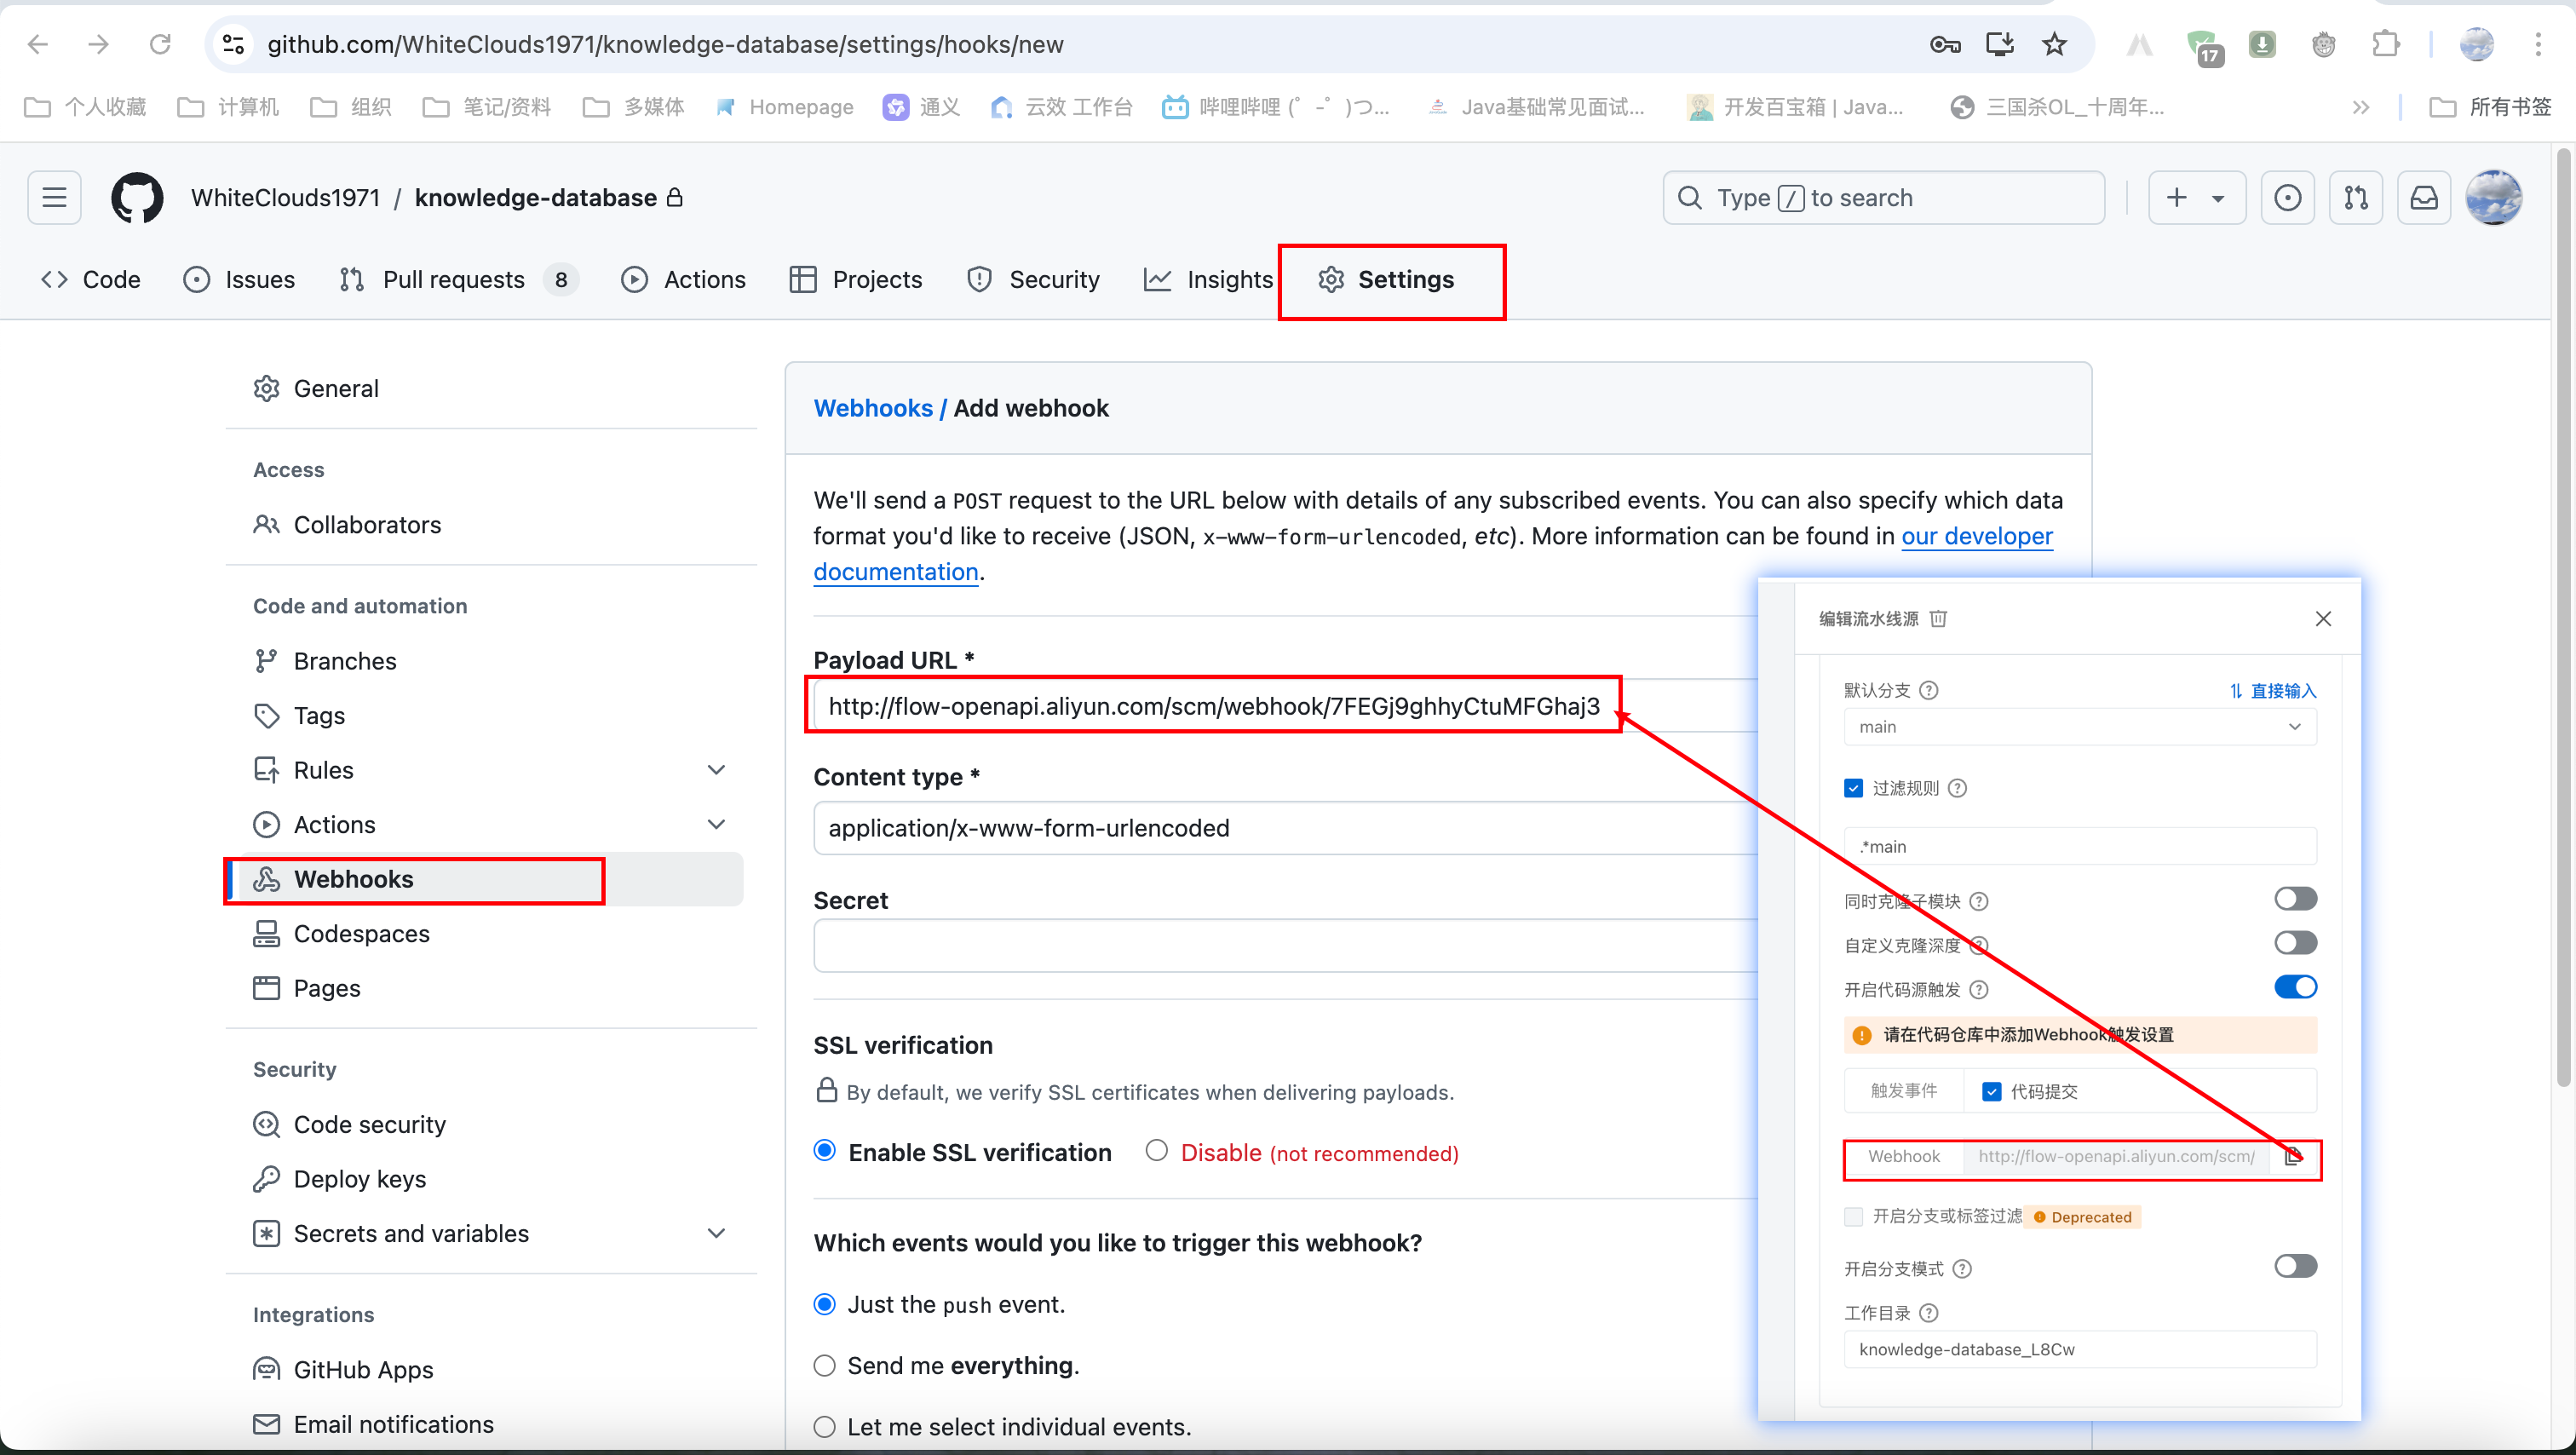 github.com/WhiteClouds1971/knowledge-database/settings/hooks/new
17
个人收藏 计算机 组织 笔记/资料 多媒体 Homepage 通义 云效 工作台 哔哩哔哩 (゜-゜)つ... Java基础常见面试... 开发百宝箱 | Java... 三国杀OL_十周年... 所有书签
WhiteClouds1971 / knowledge-database
Type / to search
Code Issues Pull requests 8 Actions Projects Security Insights Settings
General
Access
Collaborators
Code and automation
Branches
Tags
Rules
Actions
Webhooks
Codespaces
Pages
Security
Code security
Deploy keys
Secrets and variables
Integrations
GitHub Apps
Email notifications
Webhooks / Add webhook
We'll send a POST request to the URL below with details of any subscribed events. You can also specify which data
format you'd like to receive (JSON, x-www-form-urlencoded, etc). More information can be found in our developer
documentation.
Payload URL *
http://flow-openapi.aliyun.com/scm/webhook/7FEGj9ghhyCtuMFGhaj3
Content type *
application/x-www-form-urlencoded
Secret
SSL verification
By default, we verify SSL certificates when delivering payloads.
Enable SSL verification Disable (not recommended)
Which events would you like to trigger this webhook?
Just the push event.
Send me everything.
Let me select individual events.
编辑流水线源
默认分支 直接输入
main
过滤规则
.*main
同时克隆子模块
自定义克隆深度
开启代码源触发
请在代码仓库中添加Webhook触发设置
触发事件 代码提交
Webhook http://flow-openapi.aliyun.com/scm/
开启分支或标签过滤 Deprecated
开启分支模式
工作目录
knowledge-database_L8Cw